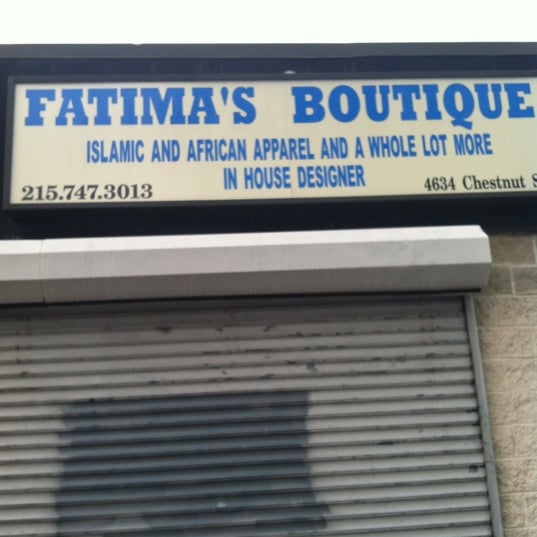 FATIMA'S BOUTIQUE
ISLAMIC AND AFRICAN APPAREL AND A WHOLE LOT MORE
IN HOUSE DESIGNER
215.747.3013
4634 Chestnut S